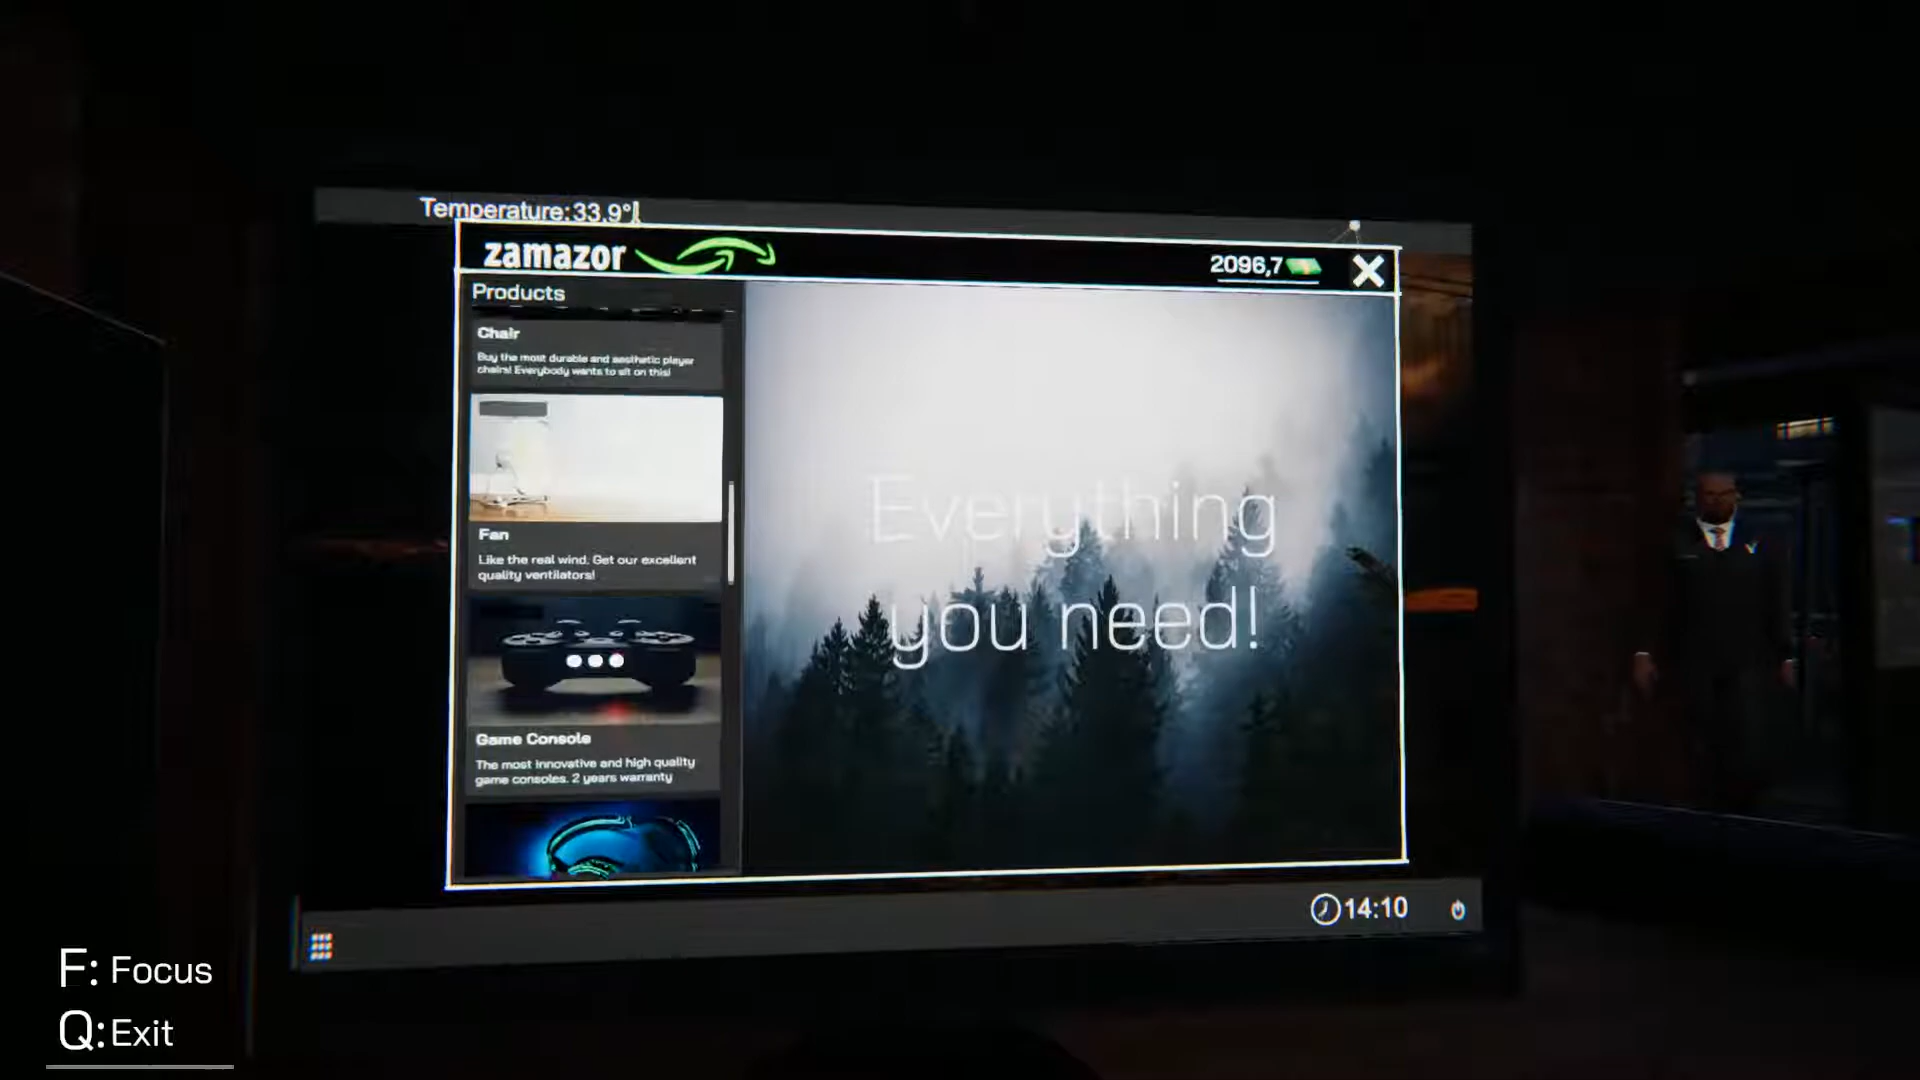 Temperature: 33,9°
zamazor
2096,7
Products
Chair
Buy the most durable and aesthetic player
chairs! Everybody wants to sit on this!
Fan
Like the real wind. Get our excellent
quality ventilators!
Game Console
The most innovative and high quality
game consoles. 2 years warranty
Everything
you need!
14:10
F: Focus
Q: Exit